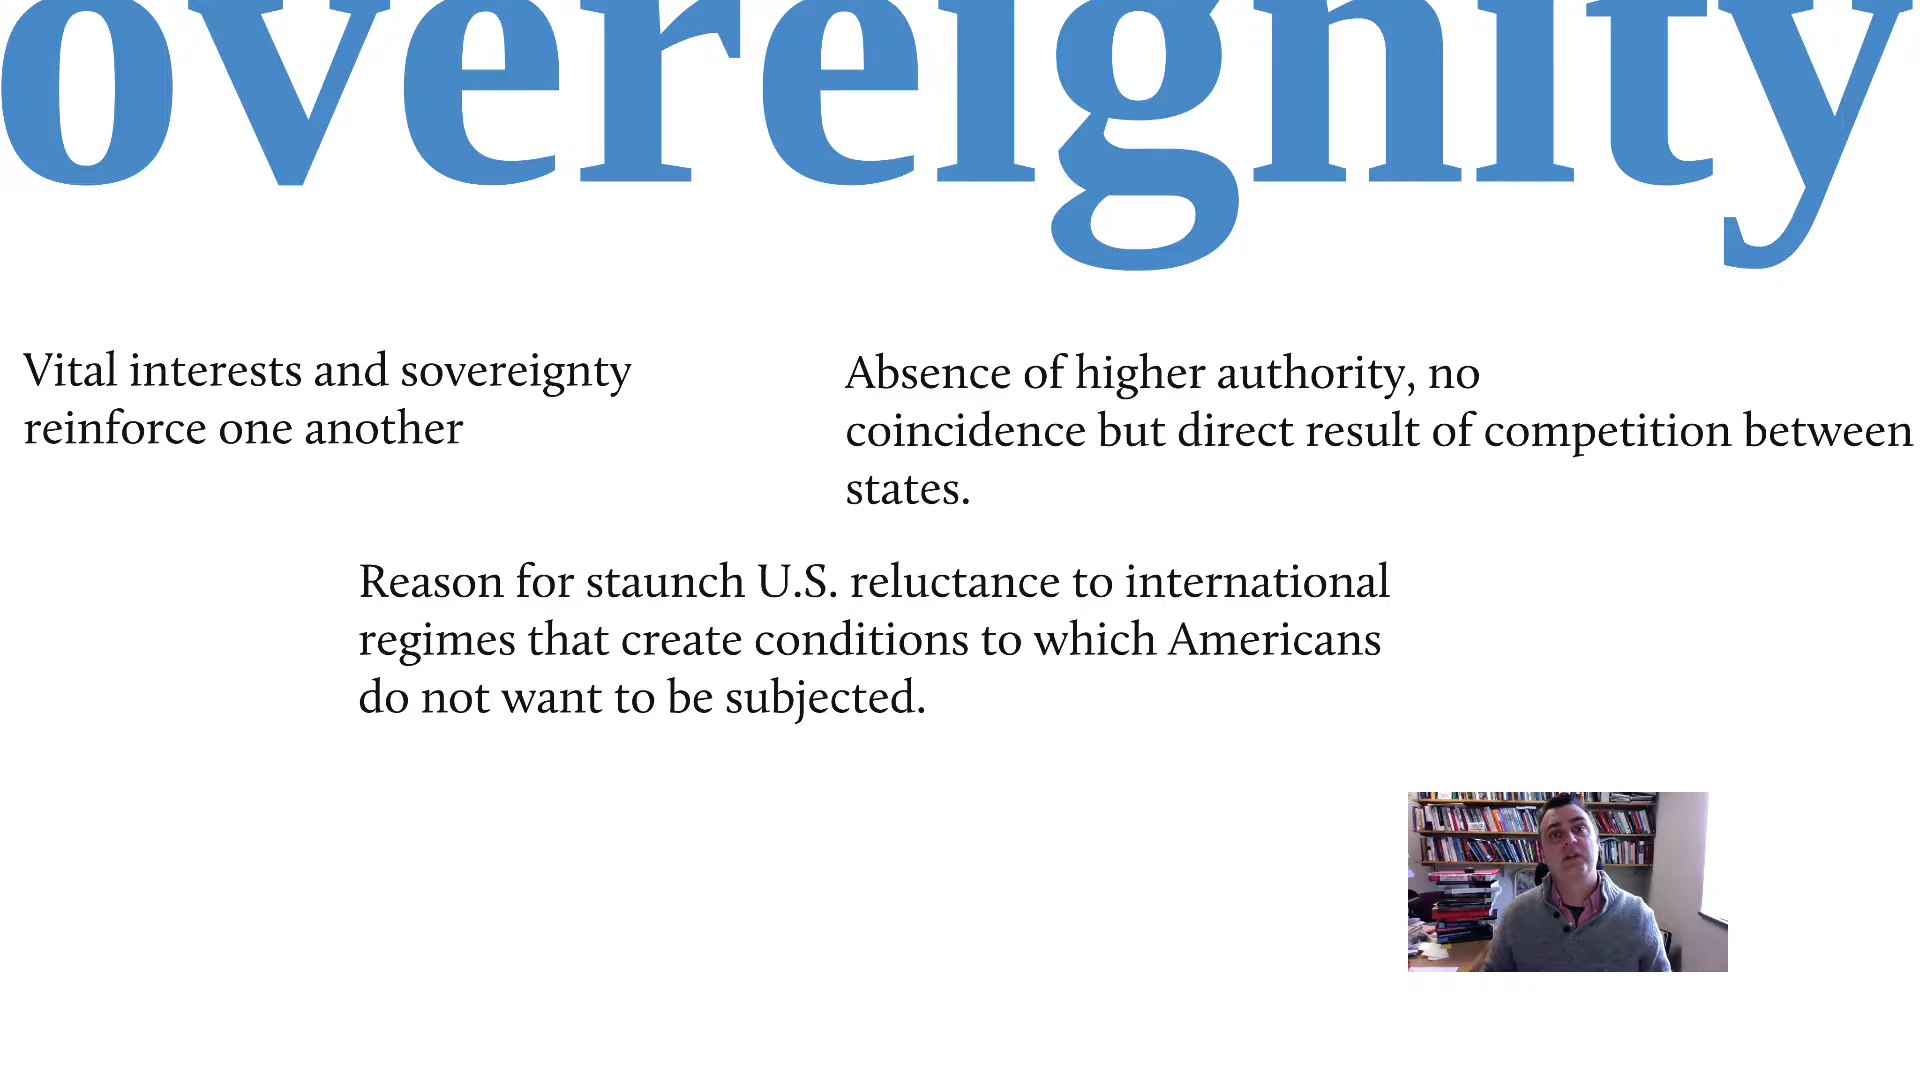 overeignity
Vital interests and sovereignty
reinforce one another
Absence of higher authority, no
coincidence but direct result of competition between
states.
Reason for staunch U.S. reluctance to international
regimes that create conditions to which Americans
do not want to be subjected.